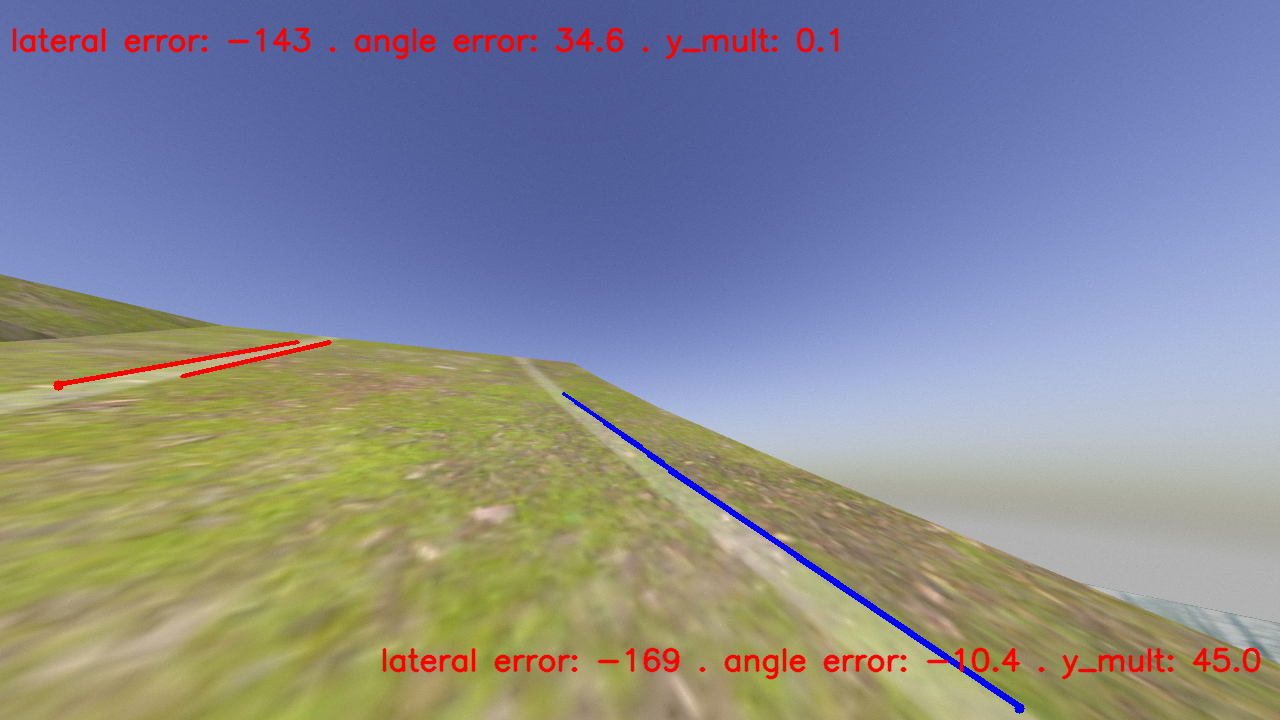 lateral error: -143 . angle error: 34.6 . y_mult: 0.1
lateral error: -169 . angle error: -10.4 . y_mult: 45.0